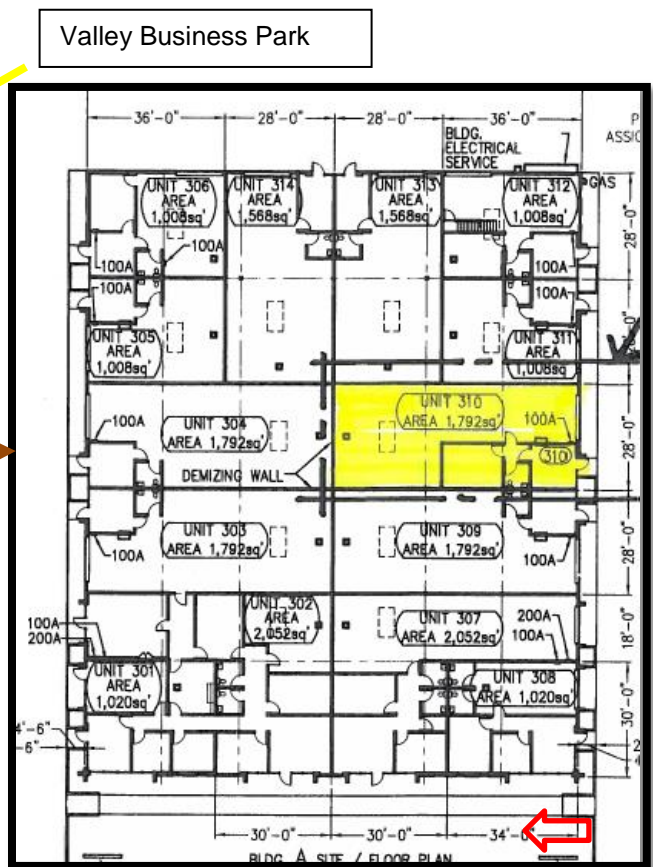 Valley Business Park
36'-0" 28'-0" 28'-0" 36'-0"
BLDG.
ELECTRICAL
SERVICE
GAS
UNIT 306
AREA
1,008sq'
UNIT 314
AREA
1,568sq'
UNIT 313
AREA
1,568sq'
UNIT 312
AREA
1,008sq'
28'-0"
100A
100A
100A
100A
100A
UNIT 305
AREA
1,008sq'
UNIT 311
AREA
1,008sq'
100A
UNIT 304
AREA 1,792sq'
UNIT 310
AREA 1,792sq'
100A
310
28'-0"
DEMIZING WALL
UNIT 303
AREA 1,792sq'
UNIT 309
AREA 1,792sq'
100A
100A
28'-0"
UNIT 302
AREA
2,052sq'
UNIT 307
AREA 2,052sq'
100A
200A
200A
100A
18'-0"
UNIT 301
AREA
1,020sq'
UNIT 308
AREA 1,020sq'
30'-0"
30'-0" 30'-0" 34'-0"
BLDG. A SITE / FLOOR PLAN